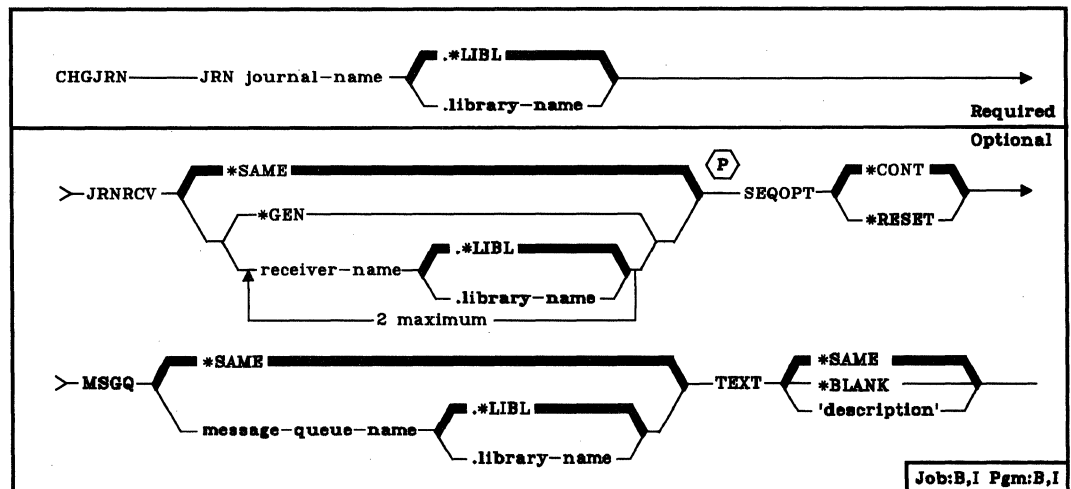 .*LIBL
CHGJRN JRN journal-name
.library-name
Required
Optional
*SAME
P
*CONT
JRNRCV
SEQOPT
*GEN
*RESET
.*LIBL
receiver-name
.library-name
2 maximum
*SAME
*SAME
MSGQ
TEXT
*BLANK
.*LIBL
'description'
message-queue-name
.library-name
Job:B,I Pgm:B,I